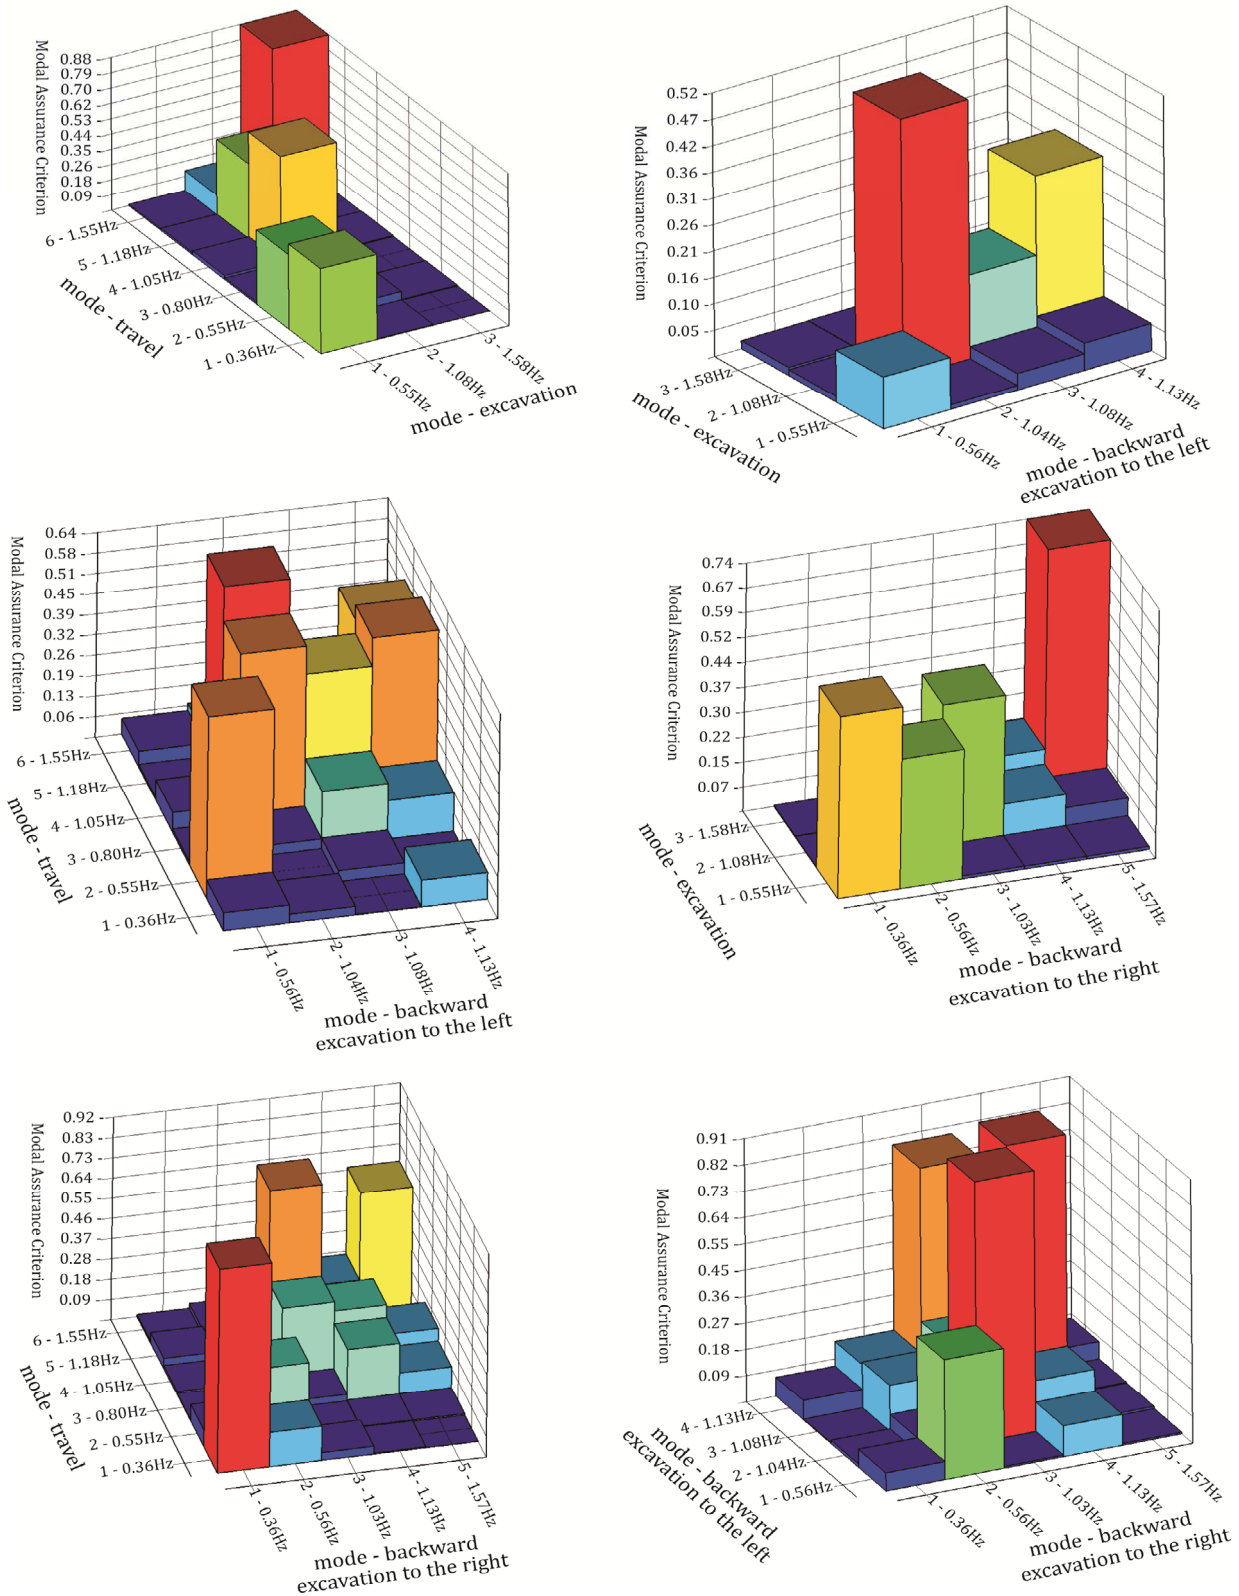 Modal Assurance Criterion
0.88
0.79
0.70
0.62
0.53
0.44
0.35
0.26
0.18
0.09
6 - 1.55Hz
5 - 1.18Hz
4 - 1.05Hz
3 - 0.80Hz
2 - 0.55Hz
1 - 0.36Hz
mode - travel
1 - 0.55Hz
2 - 1.08Hz
3 - 1.58Hz
mode - excavation
Modal Assurance Criterion
0.52
0.47
0.42
0.36
0.31
0.26
0.21
0.16
0.10
0.05
3 - 1.58Hz
2 - 1.08Hz
1 - 0.55Hz
mode - excavation
1 - 0.56Hz
2 - 1.04Hz
3 - 1.08Hz
4 - 1.13Hz
mode - backward
excavation to the left
Modal Assurance Criterion
0.64
0.58
0.51
0.45
0.39
0.32
0.26
0.19
0.13
0.06
6 - 1.55Hz
5 - 1.18Hz
4 - 1.05Hz
3 - 0.80Hz
2 - 0.55Hz
1 - 0.36Hz
mode - travel
1 - 0.56Hz
2 - 1.04Hz
3 - 1.08Hz
4 - 1.13Hz
mode - backward
excavation to the left
Modal Assurance Criterion
0.74
0.67
0.59
0.52
0.44
0.37
0.30
0.22
0.15
0.07
3 - 1.58Hz
2 - 1.08Hz
1 - 0.55Hz
mode - excavation
1 - 0.36Hz
2 - 0.56Hz
3 - 1.03Hz
4 - 1.13Hz
5 - 1.57Hz
mode - backward
excavation to the right
Modal Assurance Criterion
0.92
0.83
0.73
0.64
0.55
0.46
0.37
0.28
0.18
0.09
6 - 1.55Hz
5 - 1.18Hz
4 - 1.05Hz
3 - 0.80Hz
2 - 0.55Hz
1 - 0.36Hz
mode - travel
1 - 0.36Hz
2 - 0.56Hz
3 - 1.03Hz
4 - 1.13Hz
5 - 1.57Hz
mode - backward
excavation to the right
Modal Assurance Criterion
0.91
0.82
0.73
0.64
0.55
0.45
0.36
0.27
0.18
0.09
4 - 1.13Hz
3 - 1.08Hz
2 - 1.04Hz
1 - 0.56Hz
mode - backward
excavation to the left
1 - 0.36Hz
2 - 0.56Hz
3 - 1.03Hz
4 - 1.13Hz
5 - 1.57Hz
mode - backward
excavation to the right